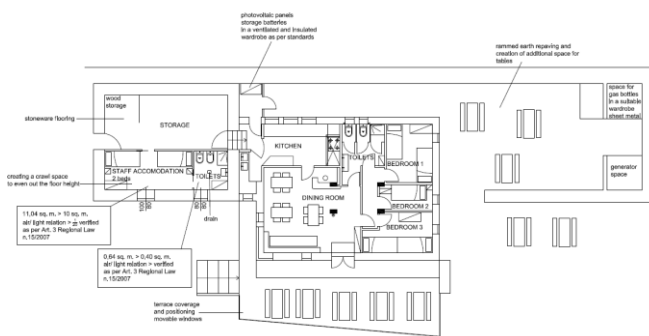 photovoltaic panels
storage batteries
in a ventilated and insulated
wardrobe as per standards
rammed earth repaving and
creation of additional space for
tables
wood
storage
stoneware flooring
STORAGE
space for
gas bottles
in a suitable
wardrobe
sheet metal
KITCHEN
TOILETS
BEDROOM 1
creating a crawl space
to even out the floor height
STAFF ACCOMODATION
2 beds
TOILETS
generator
space
DINING ROOM
BEDROOM 2
BEDROOM 3
100
80
60
80
drain
11,04 sq. m. > 10 sq. m.
air/ light relation > verified
as per Art. 3 Regional Law
n.15/2007
0,64 sq. m. > 0,40 sq. m.
air/ light relation > verified
as per Art. 3 Regional Law
n.15/2007
terrace coverage
and positioning
movable windows